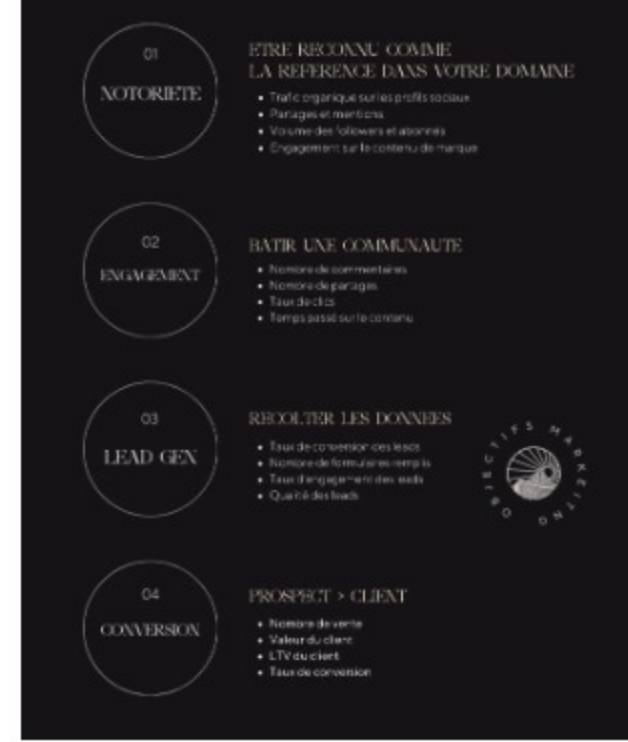 01
NOTORIETE
ETRE RECONNU COMME
LA REFERENCE DANS VOTRE DOMAINE
• Trafic organique sur les profils sociaux
• Partages et mentions
• Volume des followers et abonnés
• Engagement sur le contenu de marque
02
ENGAGEMENT
BATIR UNE COMMUNAUTE
• Nombre de commentaires
• Nombre de partages
• Taux de clics
• Temps passé sur le contenu
03
LEAD GEN
RECOLTER LES DONNEES
• Taux de conversion des leads
• Nombre de formulaires remplis
• Taux d'engagement des leads
• Qualité des leads
OBJECTIFS MARKEITNG
04
CONVERSION
PROSPECT > CLIENT
• Nombre de vente
• Valeur du client
• LTV du client
• Taux de conversion